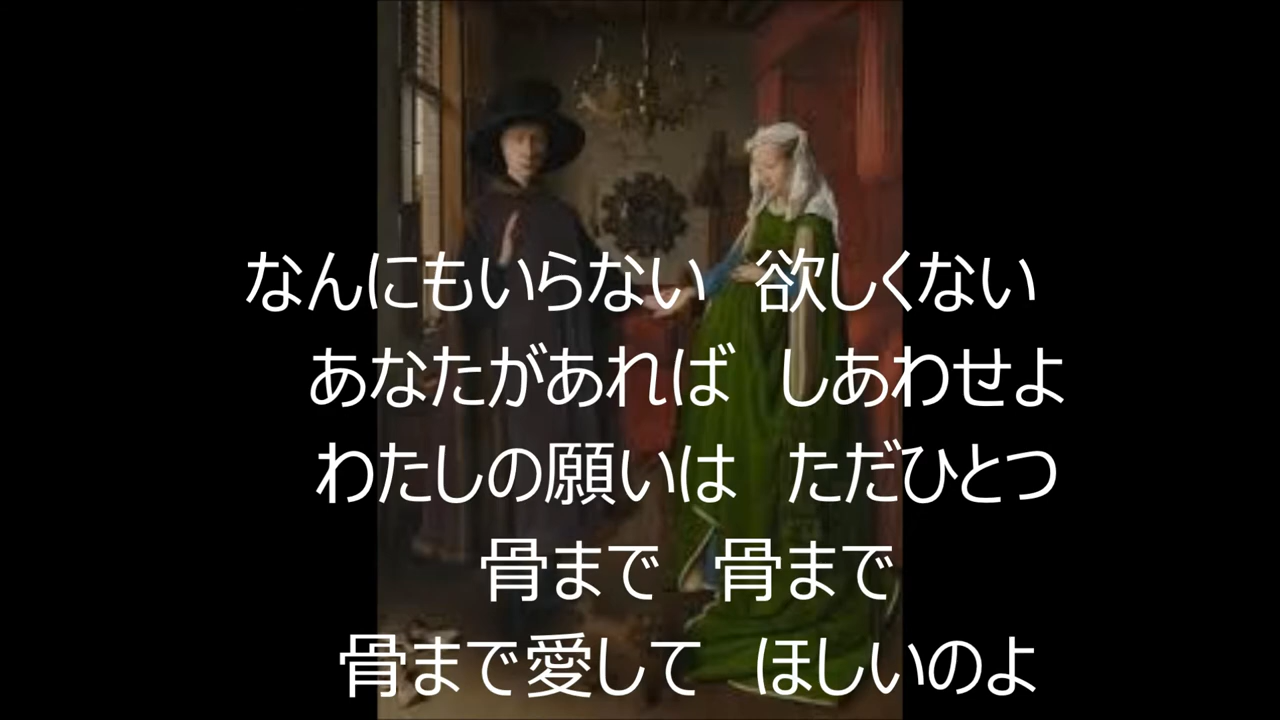 なんにもいらない　欲しくない
あなたがあれば　しあわせよ
わたしの願いは　ただひとつ
骨まで　骨まで
骨まで愛して　ほしいのよ